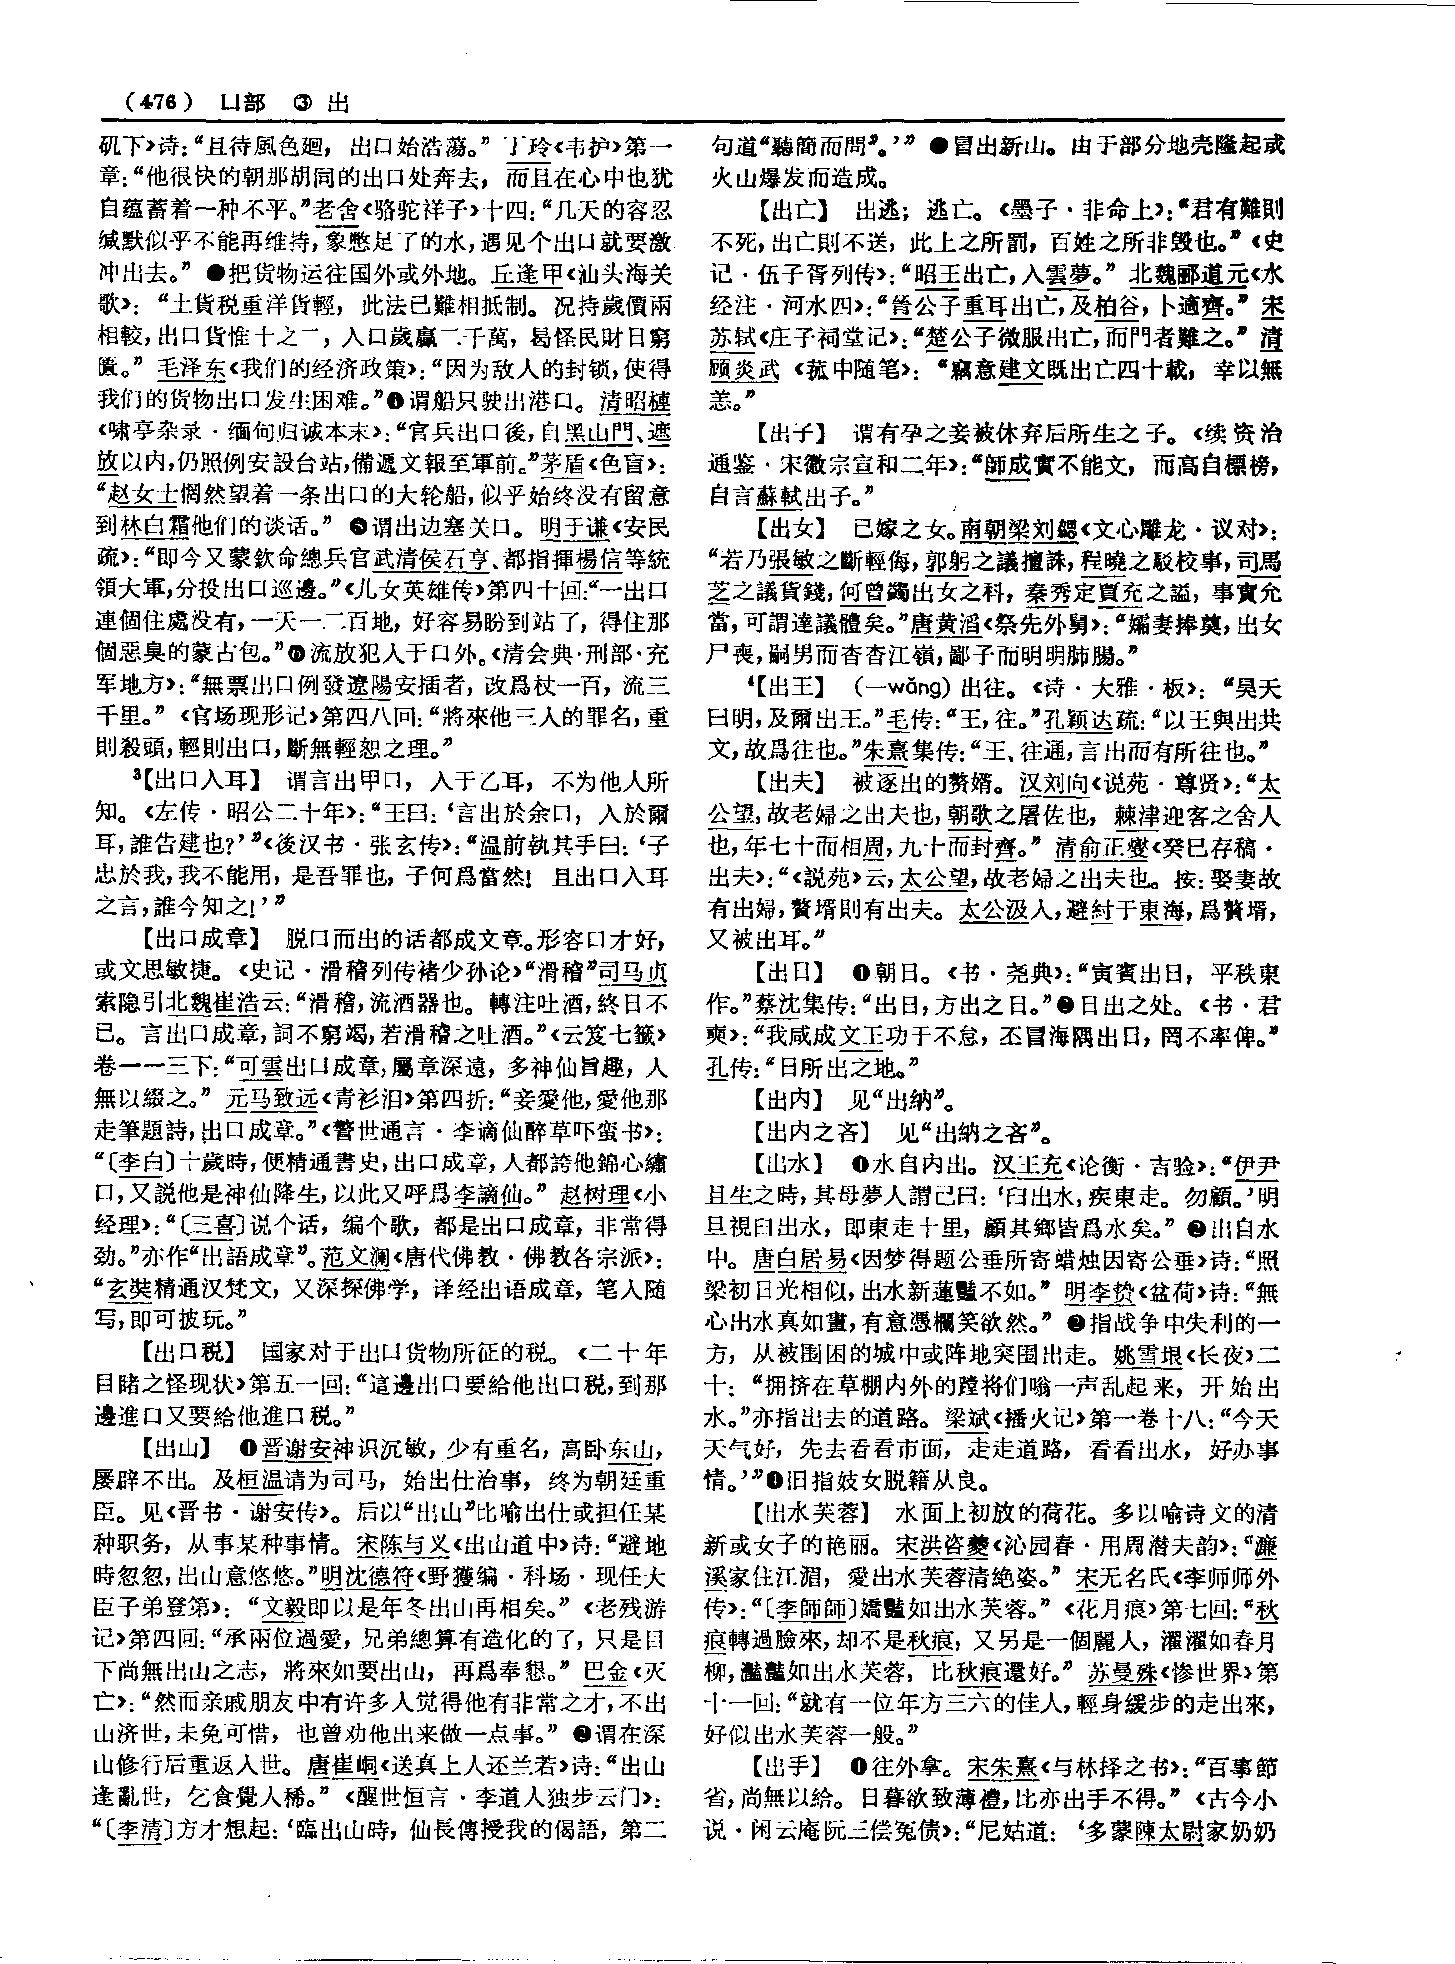 （476） 凵部 ③ 出
矶下》诗：“且待風色迴，出口始浩蕩。”丁玲《韦护》第一
章：“他很快的朝那胡同的出口处奔去，而且在心中也犹
自蕴蓄着一种不平。”老舍《骆驼祥子》十四：“几天的容忍
缄默似乎不能再维持，象憋足了的水，遇见个出口就要激
冲出去。” ●把货物运往国外或外地。丘逢甲《汕头海关
歌》：“土貨税重洋貨輕，此法已難相抵制。况持歲價兩
相較，出口貨惟十之二，入口歲贏二千萬，曷怪民財日窮
匱。” 毛泽东《我们的经济政策》：“因为敌人的封锁，使得
我们的货物出口发生困难。”❹谓船只驶出港口。清昭槤
《啸亭杂录·缅甸归诚本末》：“官兵出口後，自黑山門、遮
放以内，仍照例安設台站，備遞文報至軍前。”茅盾《色盲》：
“赵女士惘然望着一条出口的大轮船，似乎始终没有留意
到林白霜他们的谈话。” ❺谓出边塞关口。明于谦《安民
疏》：“即今又蒙欽命總兵官武清侯石亨、都指揮楊信等統
領大軍，分投出口巡邊。”《儿女英雄传》第四十回：“一出口
連個住處没有，一天一二百地，好容易盼到站了，得住那
個惡臭的蒙古包。”❻流放犯人于口外。《清会典·刑部·充
军地方》：“無票出口例發遼陽安插者，改爲杖一百，流三
千里。”《官场现形记》第四八回：“將來他三人的罪名，重
則殺頭，輕則出口，斷無輕恕之理。”
³【出口入耳】 谓言出甲口，入于乙耳，不为他人所
知。《左传·昭公二十年》：“王曰：‘言出於余口，入於爾
耳，誰告建也？’”《後汉书·张玄传》：“温前執其手曰：‘子
忠於我，我不能用，是吾罪也，子何爲當然！且出口入耳
之言，誰今知之！’”
【出口成章】 脱口而出的话都成文章。形容口才好，
或文思敏捷。《史记·滑稽列传褚少孙论》“滑稽”司马贞
索隐引北魏崔浩云：“滑稽，流酒器也。轉注吐酒，終日不
已。言出口成章，詞不窮竭，若滑稽之吐酒。”《云笈七籤》
卷一一三下：“可雲出口成章，屬章深遠，多神仙旨趣，人
無以綴之。” 元马致远《青衫泪》第四折：“妾愛他，愛他那
走筆題詩，出口成章。”《警世通言·李谪仙醉草吓蛮书》：
“〔李白〕十歲時，便精通書史，出口成章，人都誇他錦心繡
口，又説他是神仙降生，以此又呼爲李謫仙。” 赵树理《小
经理》：“〔三喜〕说个话，编个歌，都是出口成章，非常得
劲。”亦作“出語成章”。范文澜《唐代佛教·佛教各宗派》：
“玄奘精通汉梵文，又深探佛学，译经出语成章，笔人随
写，即可披玩。”
【出口税】 国家对于出口货物所征的税。《二十年
目睹之怪现状》第五一回：“這邊出口要給他出口税，到那
邊進口又要給他進口税。”
【出山】 ❶晋谢安神识沉敏，少有重名，高卧东山，
屡辟不出。及桓温请为司马，始出仕治事，终为朝廷重
臣。见《晋书·谢安传》。后以“出山”比喻出仕或担任某
种职务，从事某种事情。宋陈与义《出山道中》诗：“避地
時忽忽，出山意悠悠。”明沈德符《野獲编·科场·现任大
臣子弟登第》：“文毅即以是年冬出山再相矣。”《老残游
记》第四回：“承兩位過愛，兄弟總算有造化的了，只是目
下尚無出山之志，將來如要出山，再爲奉懇。” 巴金《灭
亡》：“然而亲戚朋友中有许多人觉得他有非常之才，不出
山济世，未免可惜，也曾劝他出来做一点事。” ❷谓在深
山修行后重返人世。唐崔峒《送真上人还兰若》诗：“出山
逢亂世，乞食覺人稀。”《醒世恒言·李道人独步云门》：
“〔李清〕方才想起：‘臨出山時，仙長傳授我的偈語，第二
句道“聽簡而問”。’” ●冒出新山。由于部分地壳隆起或
火山爆发而造成。
【出亡】 出逃；逃亡。《墨子·非命上》：“君有難則
不死，出亡則不送，此上之所罰，百姓之所非毁也。”《史
记·伍子胥列传》：“昭王出亡，入雲夢。” 北魏郦道元《水
经注·河水四》：“晉公子重耳出亡，及柏谷，卜適齊。” 宋
苏轼《庄子祠堂记》：“楚公子微服出亡，而門者難之。” 清
顾炎武《菰中随笔》：“竊意建文既出亡四十載，幸以無
恙。”
【出子】 谓有孕之妾被休弃后所生之子。《续资治
通鉴·宋徽宗宣和二年》：“師成實不能文，而高自標榜，
自言蘇軾出子。”
【出女】 已嫁之女。南朝梁刘勰《文心雕龙·议对》：
“若乃張敏之斷輕侮，郭躬之議擅誅，程曉之駁校事，司馬
芝之議貨錢，何曾蠲出女之科，秦秀定賈充之謚，事實允
當，可謂達議體矣。”唐黄滔《祭先外舅》：“孀妻捧奠，出女
尸喪，嗣男而杳杳江嶺，鄙子而明明肺腸。”
⁴【出王】 （—wǎng）出往。《诗·大雅·板》：“昊天
曰明，及爾出王。”毛传：“王，往。”孔颖达疏：“以王與出共
文，故爲往也。”朱熹集传：“王、往通，言出而有所往也。”
【出夫】 被逐出的赘婿。汉刘向《说苑·尊贤》：“太
公望，故老婦之出夫也，朝歌之屠佐也，棘津迎客之舍人
也，年七十而相周，九十而封齊。” 清俞正燮《癸巳存稿·
出夫》：“《説苑》云，太公望，故老婦之出夫也。按：娶妻故
有出婦，贅壻則有出夫。太公汲人，避紂于東海，爲贅壻，
又被出耳。”
【出日】 ❶朝日。《书·尧典》：“寅賓出日，平秩東
作。”蔡沈集传：“出日，方出之日。”❷日出之处。《书·君
奭》：“我咸成文王功于不怠，丕冒海隅出日，罔不率俾。”
孔传：“日所出之地。”
【出内】 见“出納”。
【出内之吝】 见“出納之吝”。
【出水】 ❶水自内出。汉王充《论衡·吉验》：“伊尹
且生之時，其母夢人謂己曰：‘臼出水，疾東走。勿顧。’明
旦視臼出水，即東走十里，顧其鄉皆爲水矣。” ❷出自水
中。唐白居易《因梦得题公垂所寄蜡烛因寄公垂》诗：“照
梁初日光相似，出水新蓮豔不如。” 明李贽《盆荷》诗：“無
心出水真如畫，有意憑欄笑欲然。” ❸指战争中失利的一
方，从被围困的城中或阵地突围出走。姚雪垠《长夜》二
十：“拥挤在草棚内外的蹚将们嗡一声乱起来，开始出
水。”亦指出去的道路。梁斌《播火记》第一卷十八：“今天
天气好，先去看看市面，走走道路，看看出水，好办事
情。’”❹旧指妓女脱籍从良。
【出水芙蓉】 水面上初放的荷花。多以喻诗文的清
新或女子的艳丽。宋洪咨夔《沁园春·用周潜夫韵》：“濂
溪家住江湄，愛出水芙蓉清絶姿。” 宋无名氏《李师师外
传》：“〔李師師〕嬌豔如出水芙蓉。”《花月痕》第七回：“秋
痕轉過臉來，却不是秋痕，又另是一個麗人，濯濯如春月
柳，灩灩如出水芙蓉，比秋痕還好。” 苏曼殊《惨世界》第
十一回：“就有一位年方三六的佳人，輕身緩步的走出來，
好似出水芙蓉一般。”
【出手】 ❶往外拿。宋朱熹《与林择之书》：“百事節
省，尚無以給。日暮欲致薄禮，比亦出手不得。”《古今小
说·闲云庵阮三偿冤债》：“尼姑道：‘多蒙陳太尉家奶奶